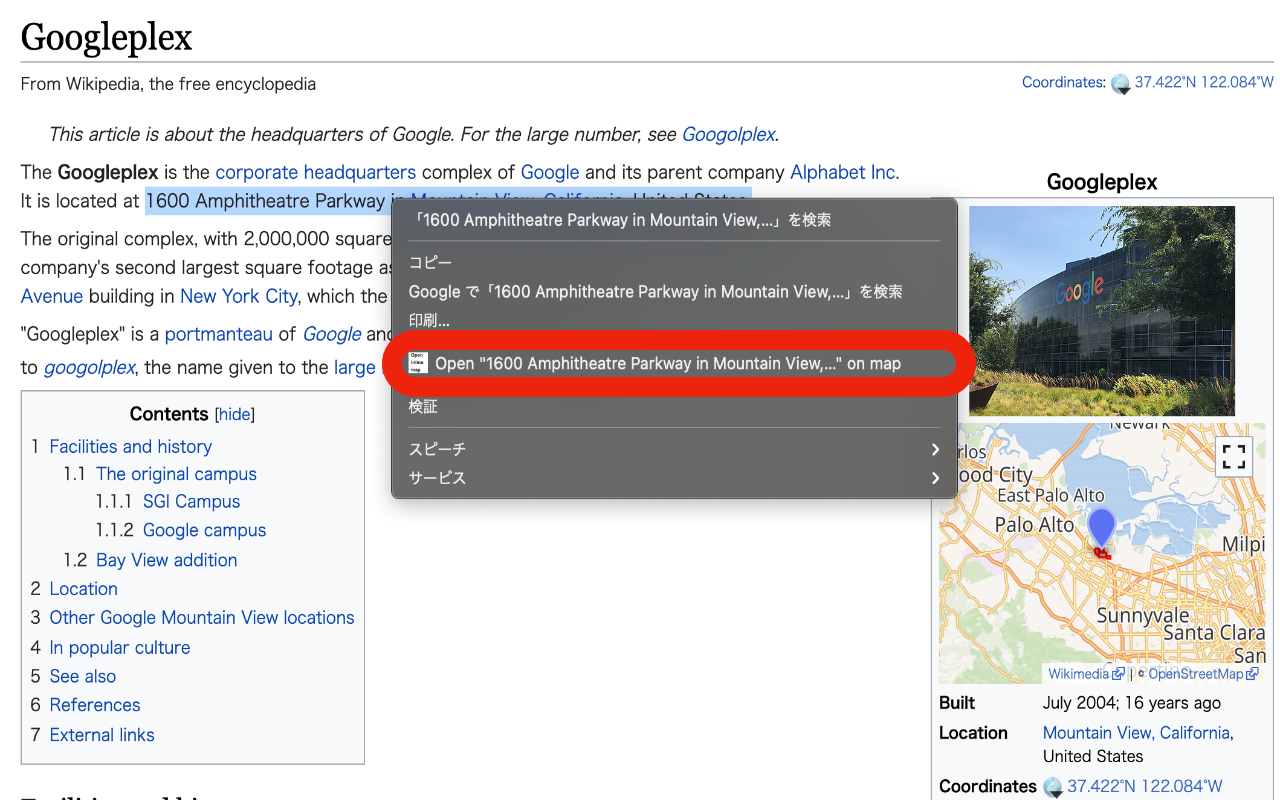 Googleplex
From Wikipedia, the free encyclopedia
Coordinates: 37.422°N 122.084°W
This article is about the headquarters of Google. For the large number, see Googolplex.
The Googleplex is the corporate headquarters complex of Google and its parent company Alphabet Inc.
It is located at 1600 Amphitheatre Parkway in Mountain View, California, United States.
The original complex, with 2,000,000 square
company's second largest square footage
Avenue building in New York City, which the
"Googleplex" is a portmanteau of Google and
to googolplex, the name given to the large
「1600 Amphitheatre Parkway in Mountain View,...」を検索
コピー
Google で「1600 Amphitheatre Parkway in Mountain View,...」を検索
印刷...
Open inline map
Open "1600 Amphitheatre Parkway in Mountain View,..." on map
検証
スピーチ
サービス
Contents [hide]
1 Facilities and history
1.1 The original campus
1.1.1 SGI Campus
1.1.2 Google campus
1.2 Bay View addition
2 Location
3 Other Google Mountain View locations
4 In popular culture
5 See also
6 References
7 External links
Googleplex
Google
Newark
rlos
ood City
East Palo Alto
Palo Alto
Milpi
Sunnyvale
Santa Clara
San
Cupertino
Wikimedia | © OpenStreetMap
Built July 2004; 16 years ago
Location Mountain View, California,
United States
Coordinates 37.422°N 122.084°W